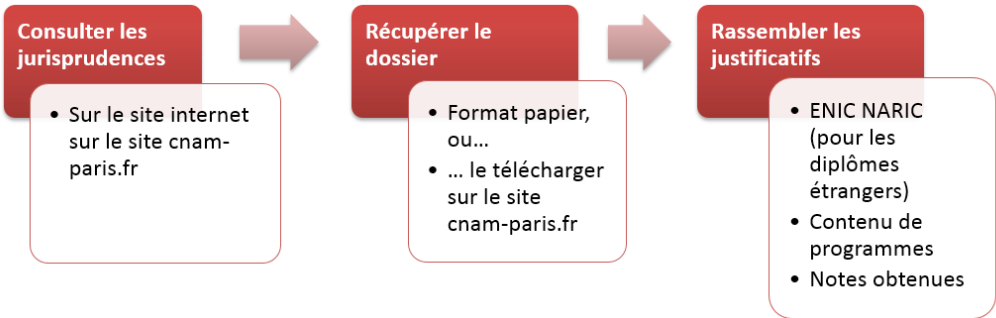 Consulter les
jurisprudences
• Sur le site internet
sur le site cnam-
paris.fr
Récupérer le
dossier
• Format papier,
ou…
• … le télécharger
sur le site
cnam-paris.fr
Rassembler les
justificatifs
• ENIC NARIC
(pour les
diplômes
étrangers)
• Contenu de
programmes
• Notes obtenues